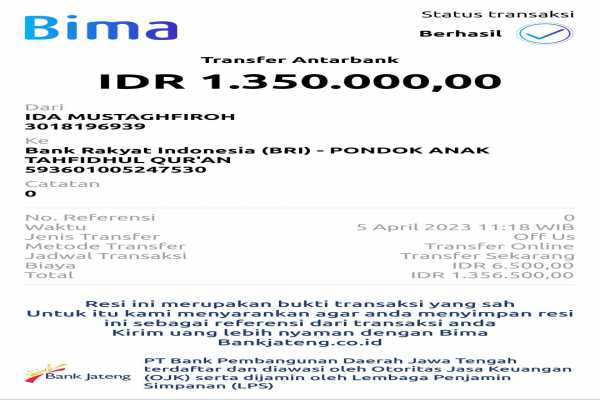 Bima
Status transaksi
Berhasil
Transfer Antarbank
IDR 1.350.000,00
Dari
IDA MUSTAGHFIROH
3018196939
Ke
Bank Rakyat Indonesia (BRI) - PONDOK ANAK
TAHFIDHUL QUR'AN
593601005247530
Catatan
0
No. Referensi 0
Waktu 5 April 2023 11:18 WIB
Jenis Transfer Off Us
Metode Transfer Transfer Online
Jadwal Transaksi Transfer Sekarang
Biaya IDR 6.500,00
Total IDR 1.356.500,00
Resi ini merupakan bukti transaksi yang sah
Untuk itu kami menyarankan agar anda menyimpan resi
ini sebagai referensi dari transaksi anda
Kirim uang lebih nyaman dengan Bima
Bankjateng.co.id
Bank Jateng
PT Bank Pembangunan Daerah Jawa Tengah
terdaftar dan diawasi oleh Otoritas Jasa Keuangan
(OJK) serta dijamin oleh Lembaga Penjamin
Simpanan (LPS)